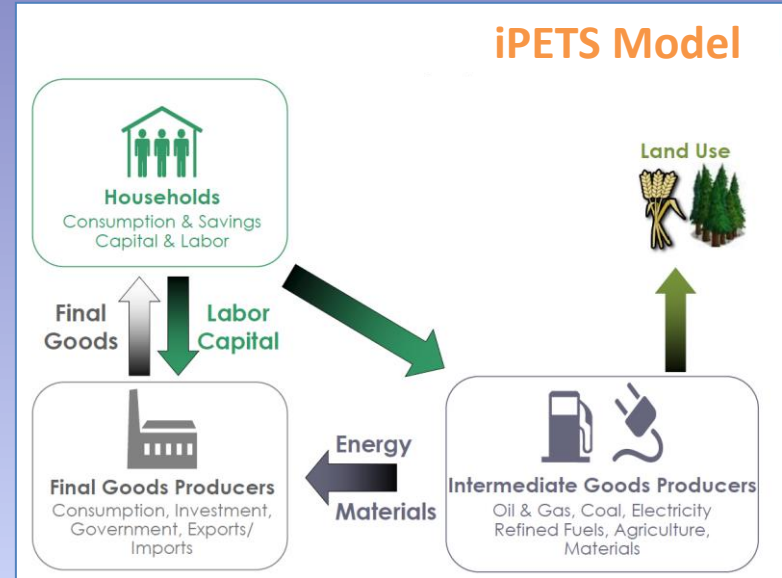 iPETS Model
Households
Consumption & Savings
Capital & Labor
Land Use
Final
Goods
Labor
Capital
Final Goods Producers
Consumption, Investment,
Government, Exports/
Imports
Energy
Materials
Intermediate Goods Producers
Oil & Gas, Coal, Electricity
Refined Fuels, Agriculture,
Materials